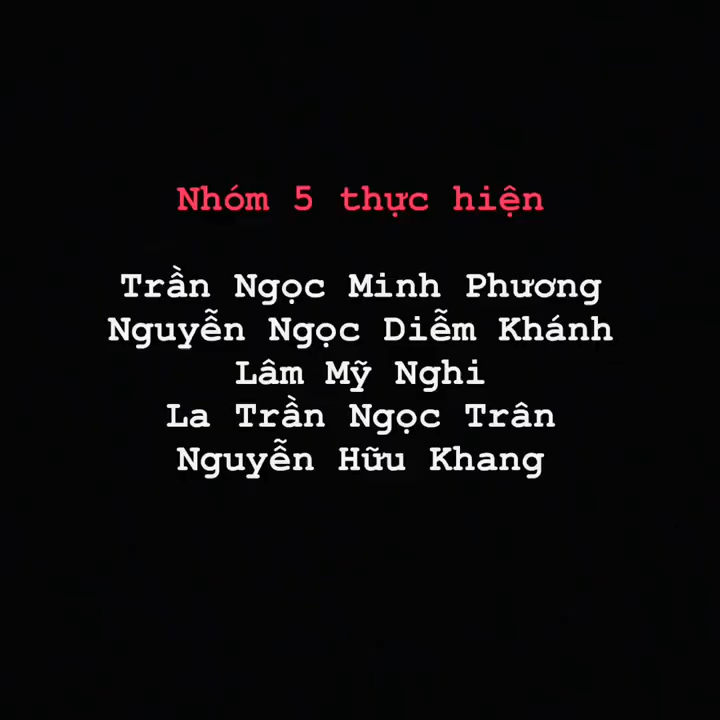 Nhóm 5 thực hiện
Trần Ngọc Minh Phương
Nguyễn Ngọc Diễm Khánh
Lâm Mỹ Nghi
La Trần Ngọc Trân
Nguyễn Hữu Khang